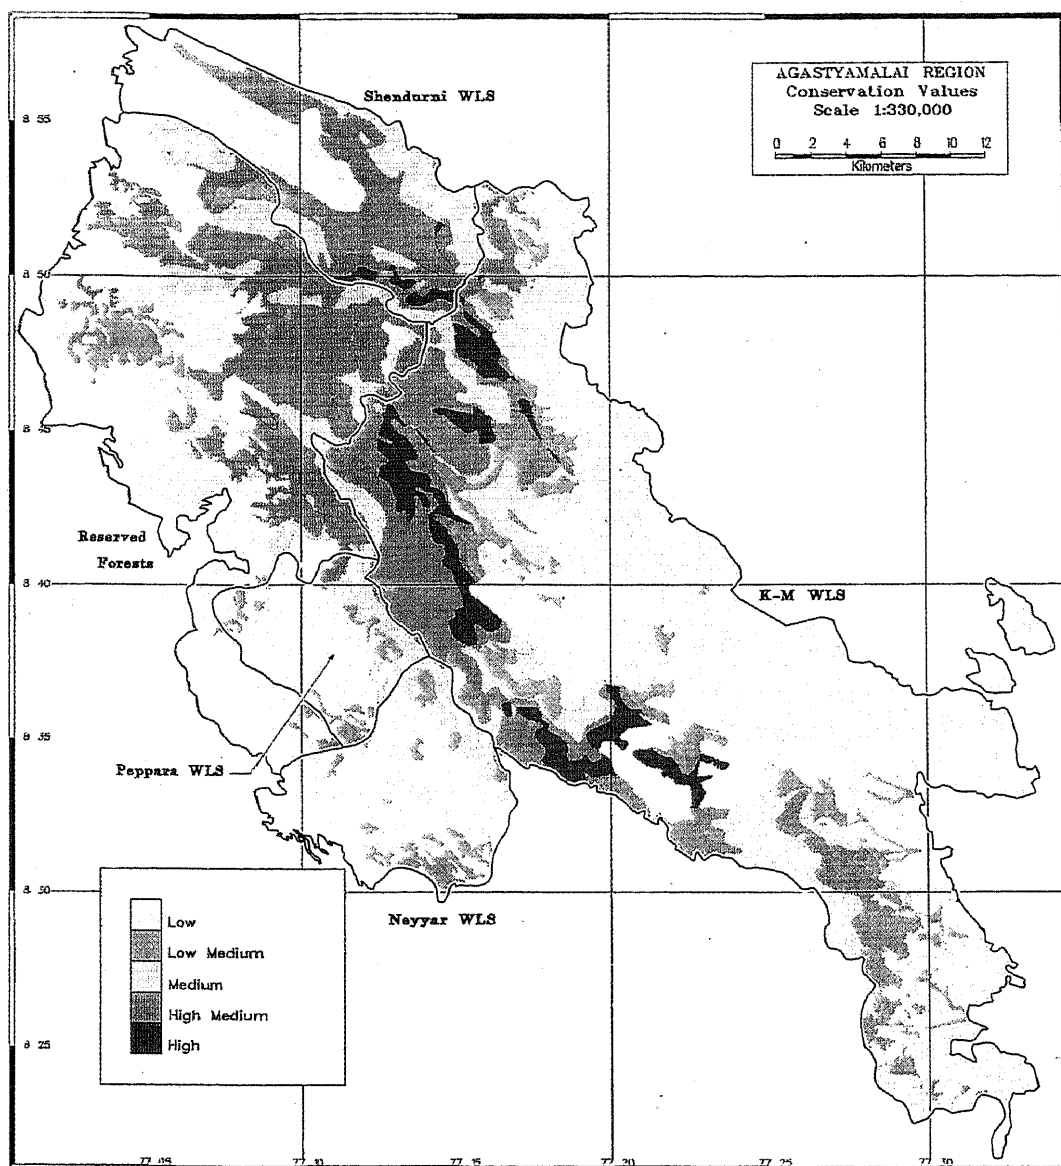 AGASTYAMALAI REGION
Conservation Values
Scale 1:330,000
0 2 4 6 8 10 12
Kilometers
Shendurni WLS
8 55
8 50
8 45
Reserved
Forests
8 40
K-M WLS
8 35
Peppara WLS
8 30
Neyyar WLS
Low
Low Medium
Medium
High Medium
High
8 25
77.05 77.10 77.15 77.20 77.25 77.30